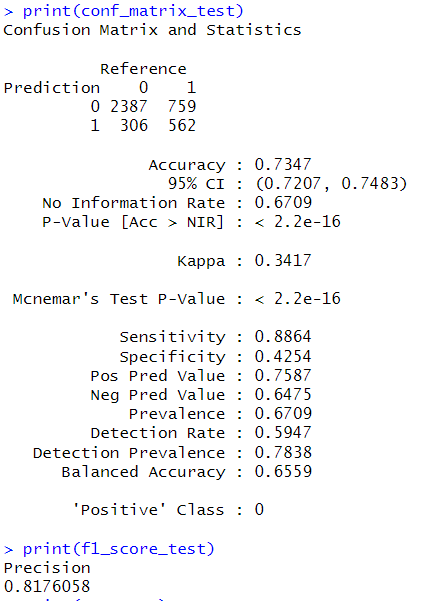 > print(conf_matrix_test)
Confusion Matrix and Statistics
Reference
Prediction 0 1
0 2387 759
1 306 562
Accuracy : 0.7347
95% CI : (0.7207, 0.7483)
No Information Rate : 0.6709
P-Value [Acc > NIR] : < 2.2e-16
Kappa : 0.3417
Mcnemar's Test P-Value : < 2.2e-16
Sensitivity : 0.8864
Specificity : 0.4254
Pos Pred Value : 0.7587
Neg Pred Value : 0.6475
Prevalence : 0.6709
Detection Rate : 0.5947
Detection Prevalence : 0.7838
Balanced Accuracy : 0.6559
'Positive' Class : 0
> print(f1_score_test)
Precision
0.8176058